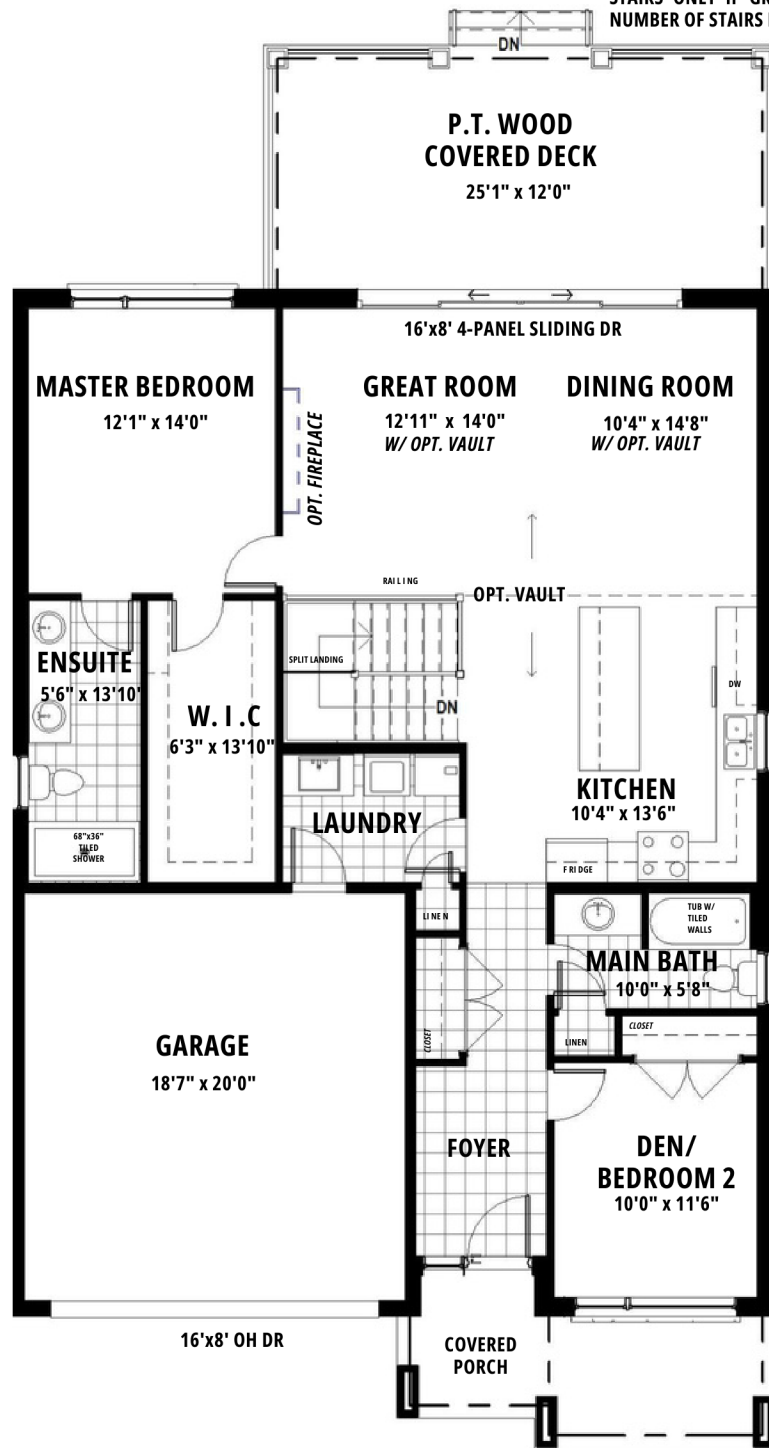 NUMBER OF STAIRS
DN
P.T. WOOD
COVERED DECK
25'1" x 12'0"
16'x8' 4-PANEL SLIDING DR
MASTER BEDROOM
12'1" x 14'0"
GREAT ROOM
12'11" x 14'0"
W/ OPT. VAULT
DINING ROOM
10'4" x 14'8"
W/ OPT. VAULT
OPT. FIREPLACE
RAILING
OPT. VAULT
ENSUITE
5'6" x 13'10"
W.I.C
6'3" x 13'10"
SPLIT LANDING
DN
DW
KITCHEN
10'4" x 13'6"
LAUNDRY
68"x36"
TILED
SHOWER
FRIDGE
LINEN
TUB W/
TILED
WALLS
MAIN BATH
10'0" x 5'8"
CLOSET
LINEN
CLOSET
GARAGE
18'7" x 20'0"
FOYER
DEN/
BEDROOM 2
10'0" x 11'6"
16'x8' OH DR
COVERED
PORCH